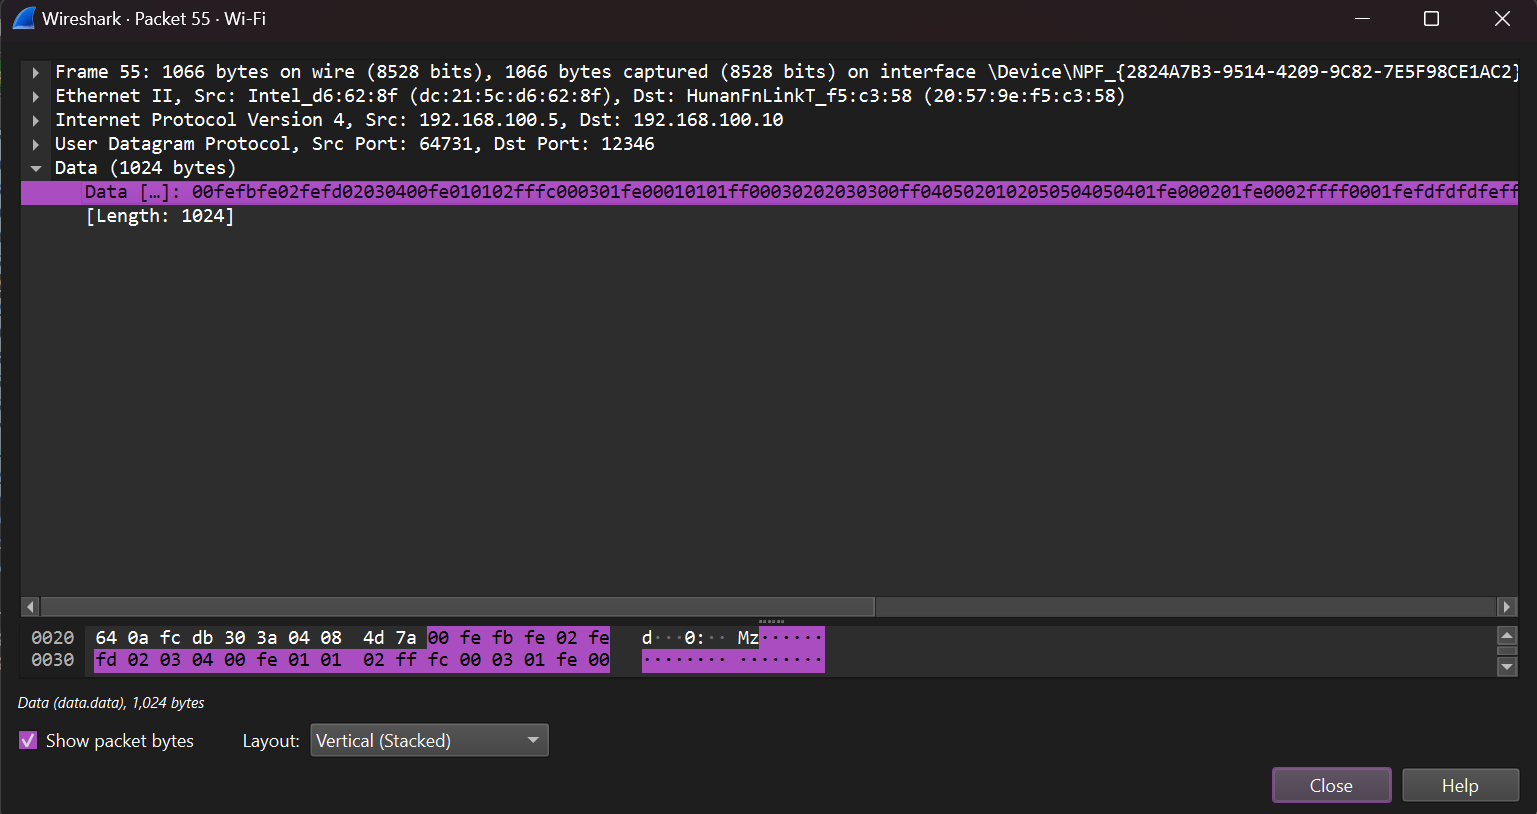 Wireshark · Packet 55 · Wi-Fi
Frame 55: 1066 bytes on wire (8528 bits), 1066 bytes captured (8528 bits) on interface \Device\NPF_{2824A7B3-9514-4209-9C82-7E5F98CE1AC2}
Ethernet II, Src: Intel_d6:62:8f (dc:21:5c:d6:62:8f), Dst: HunanFnLinkT_f5:c3:58 (20:57:9e:f5:c3:58)
Internet Protocol Version 4, Src: 192.168.100.5, Dst: 192.168.100.10
User Datagram Protocol, Src Port: 64731, Dst Port: 12346
Data (1024 bytes)
Data […]: 00fefbfe02fefd02030400fe010102fffc000301fe00010101ff00030202030300ff0405020102050504050401fe000201fe0002ffff0001fefdfdfdfeff
[Length: 1024]
0020 64 0a fc db 30 3a 04 08 4d 7a 00 fe fb fe 02 fe d···0:·· Mz······
0030 fd 02 03 04 00 fe 01 01 02 ff fc 00 03 01 fe 00 ········ ········
Data (data.data), 1,024 bytes
Show packet bytes Layout: Vertical (Stacked)
Close Help